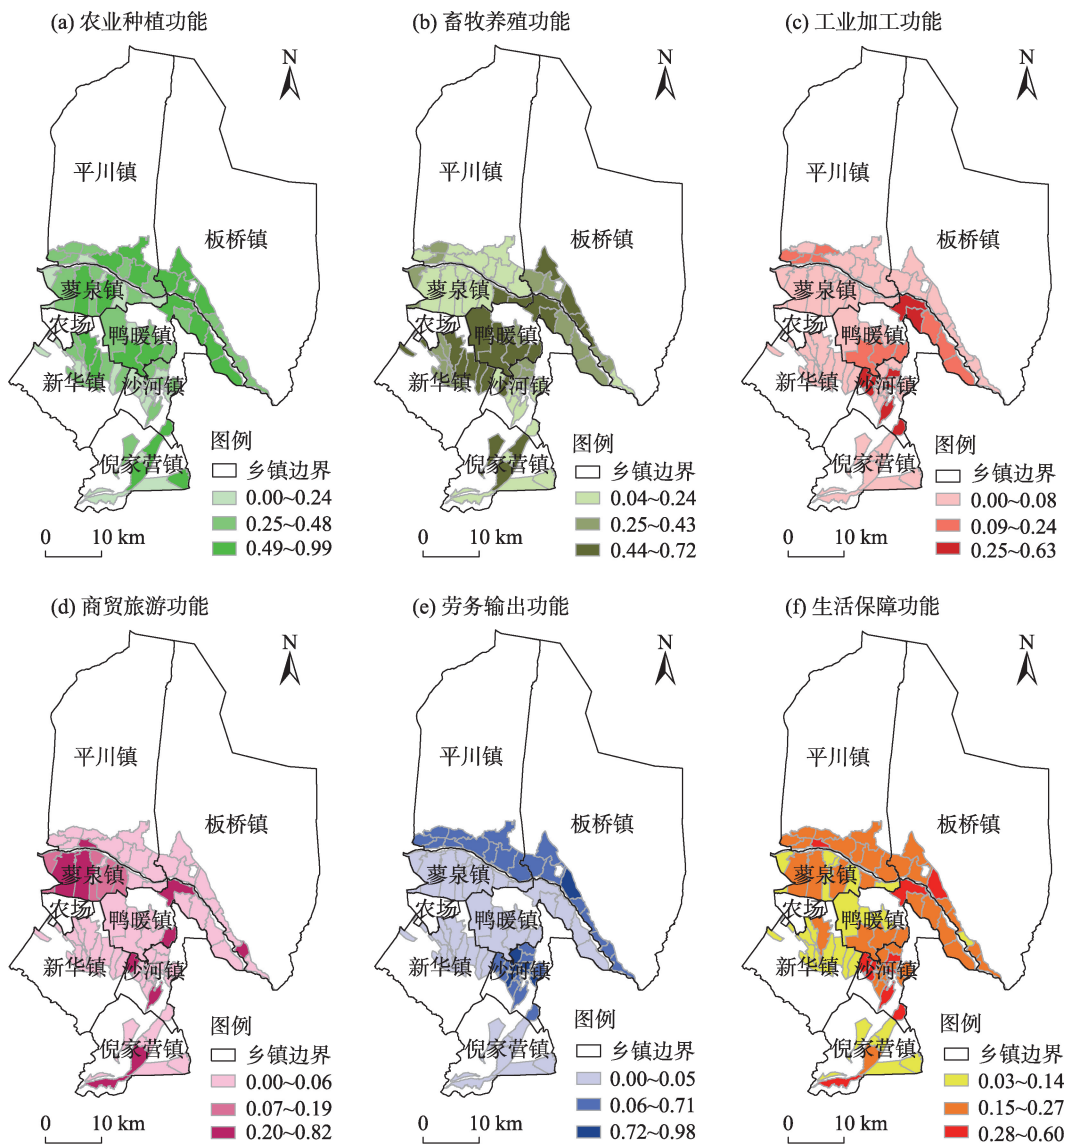 (a) 农业种植功能
N
平川镇
板桥镇
蓼泉镇
农场
鸭暖镇
新华镇
沙河镇
倪家营镇
图例
乡镇边界
0.00~0.24
0.25~0.48
0.49~0.99
0 10 km
(b) 畜牧养殖功能
N
平川镇
板桥镇
蓼泉镇
农场
鸭暖镇
新华镇
沙河镇
倪家营镇
图例
乡镇边界
0.04~0.24
0.25~0.43
0.44~0.72
0 10 km
(c) 工业加工功能
N
平川镇
板桥镇
蓼泉镇
农场
鸭暖镇
新华镇
沙河镇
倪家营镇
图例
乡镇边界
0.00~0.08
0.09~0.24
0.25~0.63
0 10 km
(d) 商贸旅游功能
N
平川镇
板桥镇
蓼泉镇
农场
鸭暖镇
新华镇
沙河镇
倪家营镇
图例
乡镇边界
0.00~0.06
0.07~0.19
0.20~0.82
0 10 km
(e) 劳务输出功能
N
平川镇
板桥镇
蓼泉镇
农场
鸭暖镇
新华镇
沙河镇
倪家营镇
图例
乡镇边界
0.00~0.05
0.06~0.71
0.72~0.98
0 10 km
(f) 生活保障功能
N
平川镇
板桥镇
蓼泉镇
农场
鸭暖镇
新华镇
沙河镇
倪家营镇
图例
乡镇边界
0.03~0.14
0.15~0.27
0.28~0.60
0 10 km